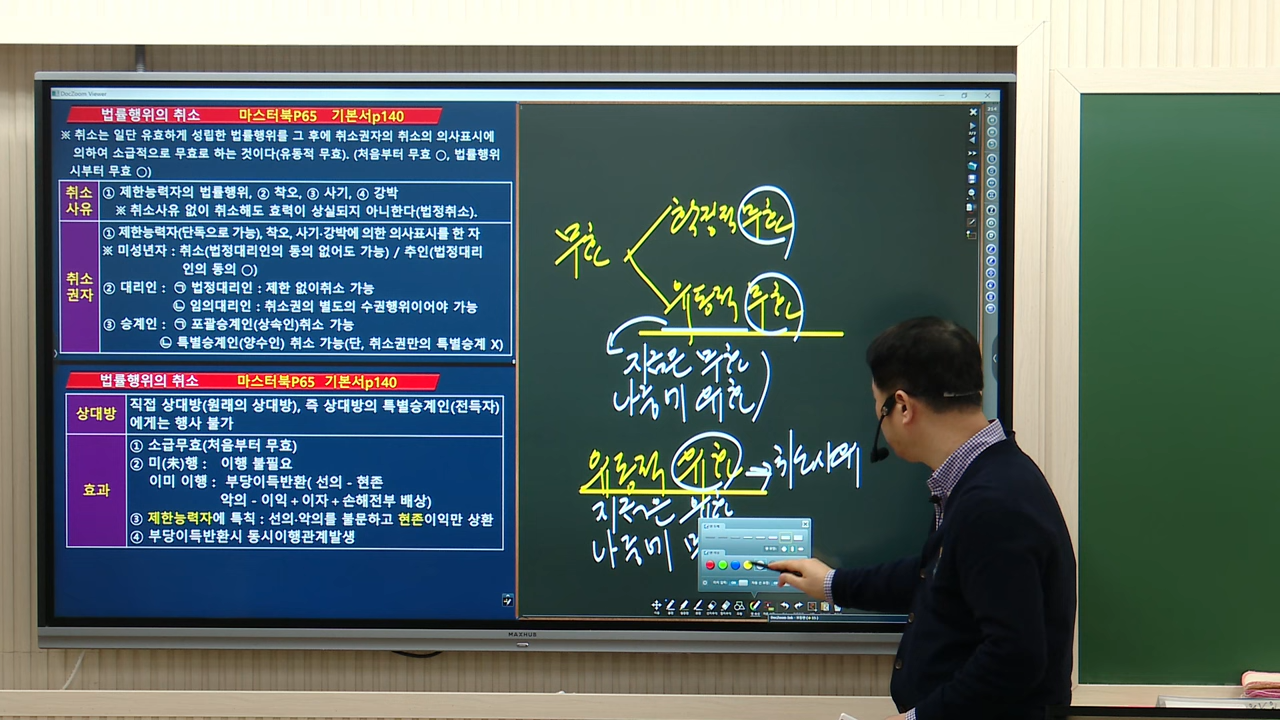 DocZoom Viewer
법률행위의 취소 마스터북P65 기본서p140
※ 취소는 일단 유효하게 성립한 법률행위를 그 후에 취소권자의 취소의 의사표시에
의하여 소급적으로 무효로 하는 것이다(유동적 무효). (처음부터 무효 ○, 법률행위
시부터 무효 ○)
취소
사유
① 제한능력자의 법률행위, ② 착오, ③ 사기, ④ 강박
※ 취소사유 없이 취소해도 효력이 상실되지 아니한다(법정취소).
취소
권자
① 제한능력자(단독으로 가능), 착오, 사기·강박에 의한 의사표시를 한 자
※ 미성년자 : 취소(법정대리인의 동의 없어도 가능) / 추인(법정대리
인의 동의 ○)
② 대리인 : ㉠ 법정대리인 : 제한 없이취소 가능
㉡ 임의대리인 : 취소권의 별도의 수권행위이어야 가능
③ 승계인 : ㉠ 포괄승계인(상속인)취소 가능
㉡ 특별승계인(양수인) 취소 가능(단, 취소권만의 특별승계 X)
법률행위의 취소 마스터북P65 기본서p140
상대방
직접 상대방(원래의 상대방), 즉 상대방의 특별승계인(전득자)
에게는 행사 불가
효과
① 소급무효(처음부터 무효)
② 미(未)행 : 이행 불필요
이미 이행 : 부당이득반환( 선의 - 현존
악의 - 이익 + 이자 + 손해전부 배상)
③ 제한능력자에 특칙 : 선의·악의를 불문하고 현존이익만 상환
④ 부당이득반환시 동시이행관계발생
무효
확정적 무효
유동적 무효
지금은 무효
나중에 유효
유동적 유효 → 취소사유
지금은 유효
나중에
MAXHUB